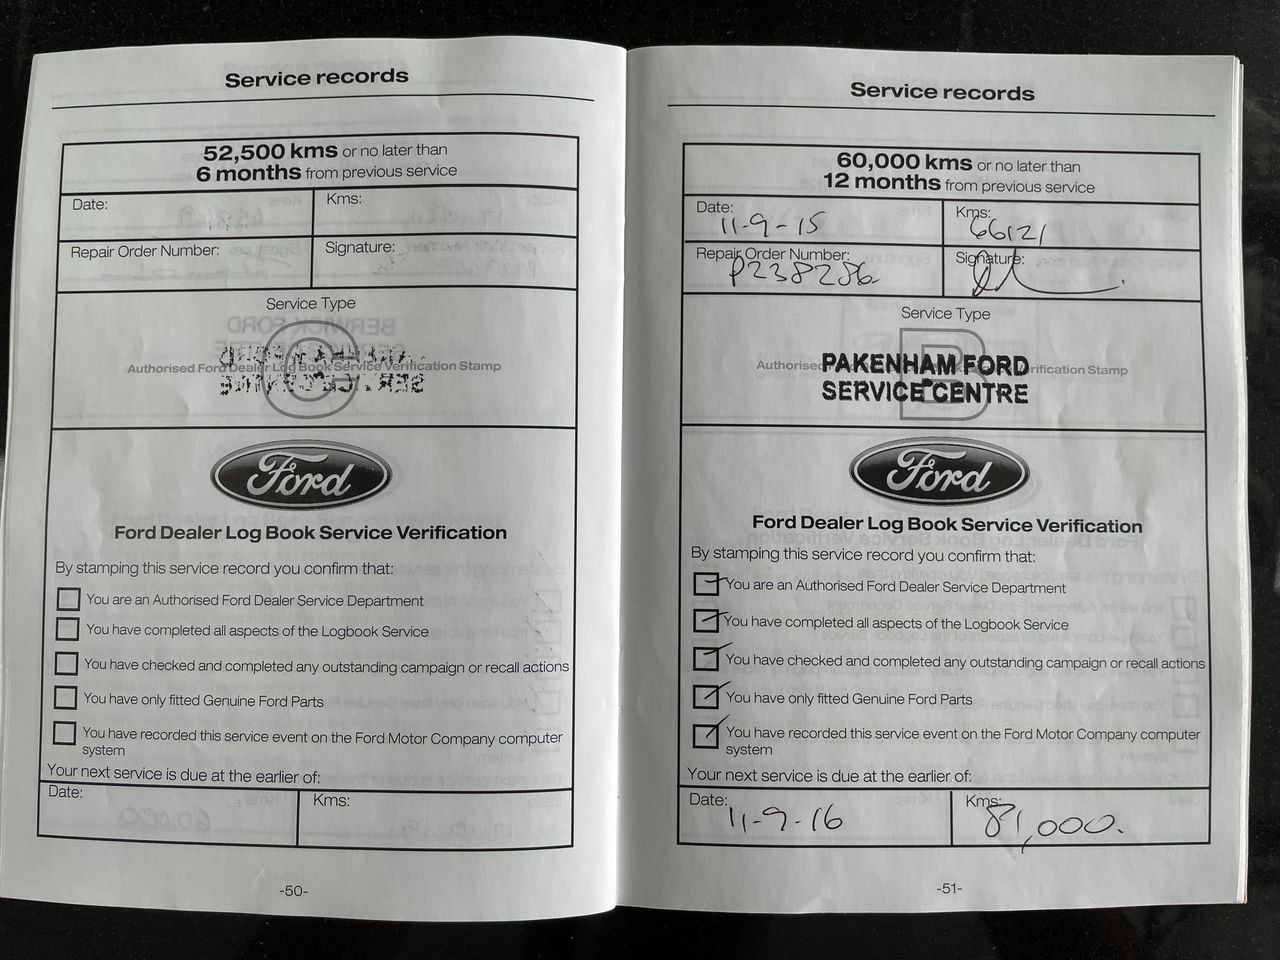 Service records
52,500 kms or no later than
6 months from previous service
Date:
Kms:
Repair Order Number:
Signature:
Service Type
C
Authorised Ford Dealer Log Book Service Verification Stamp
Ford
Ford Dealer Log Book Service Verification
By stamping this service record you confirm that:
You are an Authorised Ford Dealer Service Department
You have completed all aspects of the Logbook Service
You have checked and completed any outstanding campaign or recall actions
You have only fitted Genuine Ford Parts
You have recorded this service event on the Ford Motor Company computer
system
Your next service is due at the earlier of:
Date:
Kms:
-50-
Service records
60,000 kms or no later than
12 months from previous service
Date: 11-9-15
Kms: 66121
Repair Order Number: P238286
Signature:
Service Type
B
Authorised
rification Stamp
PAKENHAM FORD
SERVICE CENTRE
Ford
Ford Dealer Log Book Service Verification
By stamping this service record you confirm that:
You are an Authorised Ford Dealer Service Department
You have completed all aspects of the Logbook Service
You have checked and completed any outstanding campaign or recall actions
You have only fitted Genuine Ford Parts
You have recorded this service event on the Ford Motor Company computer
system
Your next service is due at the earlier of:
Date: 11-9-16
Kms: 81,000.
-51-